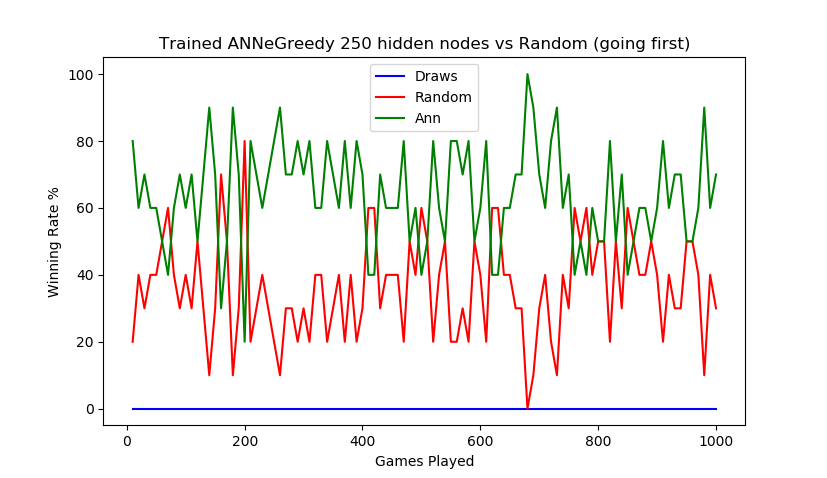 Trained ANNeGreedy 250 hidden nodes vs Random (going first)
Draws
Random
Ann
Winning Rate %
100
80
60
40
20
0
0 200 400 600 800 1000
Games Played